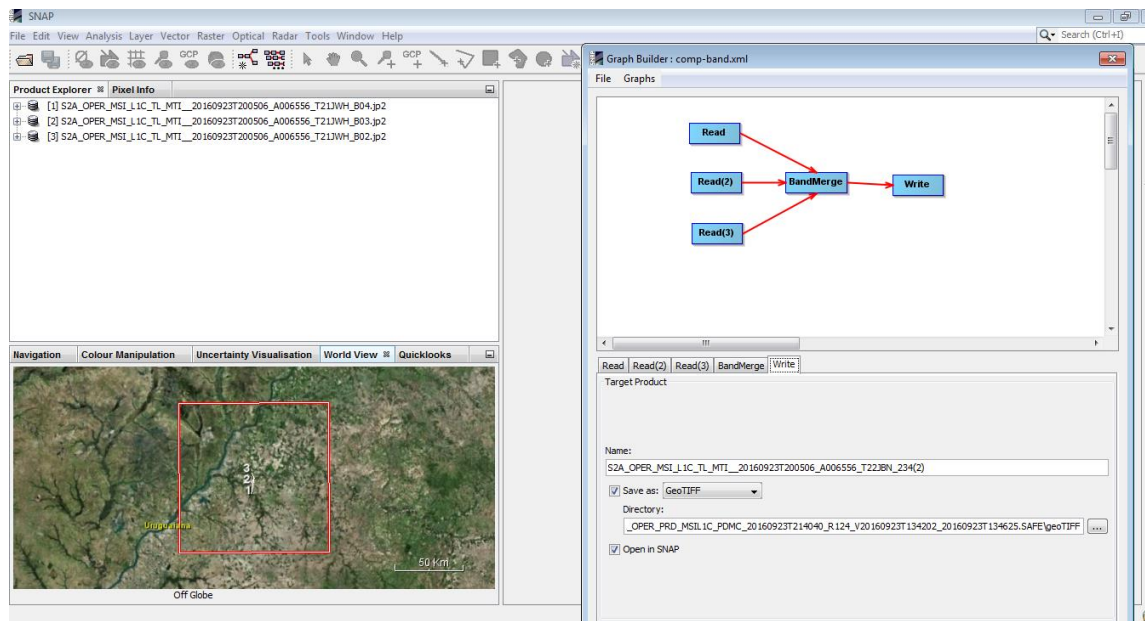 SNAP
File Edit View Analysis Layer Vector Raster Optical Radar Tools Window Help
Search (Ctrl+I)
GCP
GCP
Product Explorer Pixel Info
[1] S2A_OPER_MSI_L1C_TL_MTI__20160923T200506_A006556_T21JWH_B04.jp2
[2] S2A_OPER_MSI_L1C_TL_MTI__20160923T200506_A006556_T21JWH_B03.jp2
[3] S2A_OPER_MSI_L1C_TL_MTI__20160923T200506_A006556_T21JWH_B02.jp2
Navigation Colour Manipulation Uncertainty Visualisation World View Quicklooks
3
2
1
Uruguaiana
50 Km
Off Globe
Graph Builder : comp-band.xml
File Graphs
Read
Read(2) BandMerge Write
Read(3)
Read Read(2) Read(3) BandMerge Write
Target Product
Name:
S2A_OPER_MSI_L1C_TL_MTI__20160923T200506_A006556_T22JBN_234(2)
Save as: GeoTIFF
Directory:
_OPER_PRD_MSIL1C_PDMC_20160923T214040_R124_V20160923T134202_20160923T134625.SAFE\geoTIFF ...
Open in SNAP